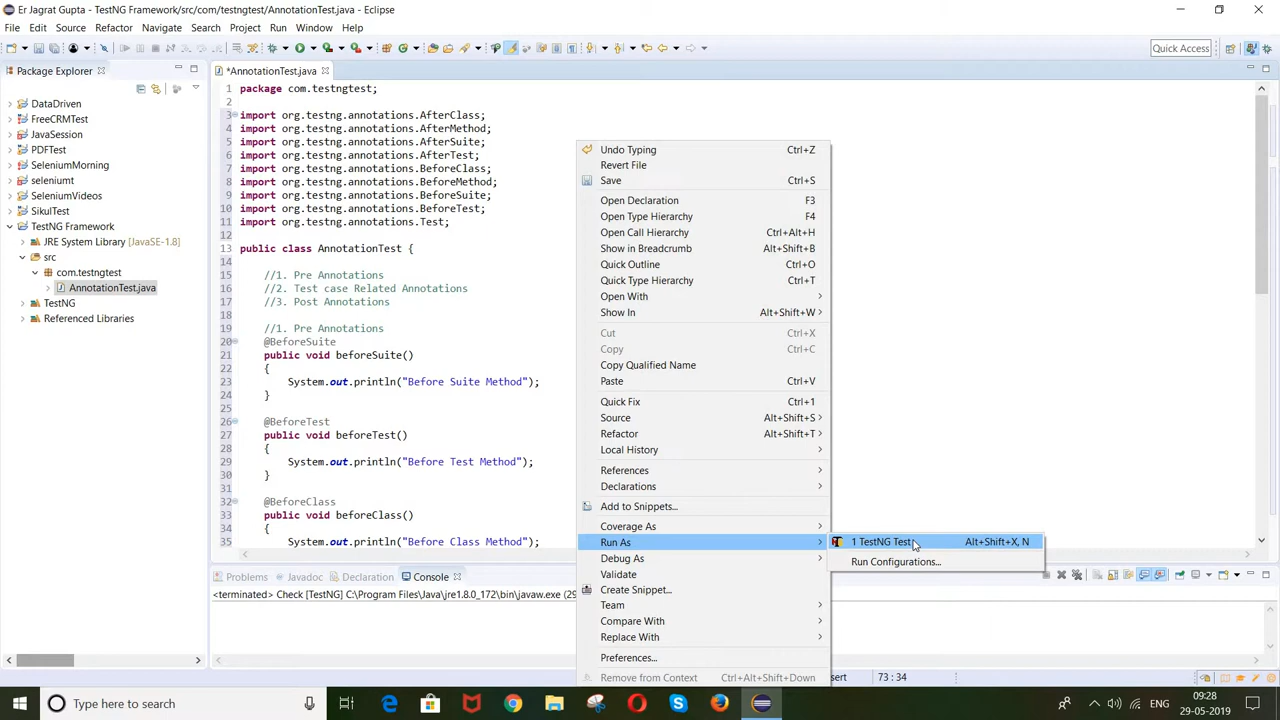 Er Jagrat Gupta - TestNG Framework/src/com/testngtest/AnnotationTest.java - Eclipse
File Edit Source Refactor Navigate Search Project Run Window Help
Quick Access
Package Explorer
*AnnotationTest.java
DataDriven
FreeCRMTest
JavaSession
PDFTest
SeleniumMorning
seleniumt
SeleniumVideos
SikulTest
TestNG Framework
JRE System Library [JavaSE-1.8]
src
com.testngtest
AnnotationTest.java
TestNG
Referenced Libraries
1 package com.testngtest;
2
3 import org.testng.annotations.AfterClass;
4 import org.testng.annotations.AfterMethod;
5 import org.testng.annotations.AfterSuite;
6 import org.testng.annotations.AfterTest;
7 import org.testng.annotations.BeforeClass;
8 import org.testng.annotations.BeforeMethod;
9 import org.testng.annotations.BeforeSuite;
10 import org.testng.annotations.BeforeTest;
11 import org.testng.annotations.Test;
12
13 public class AnnotationTest {
14
15 //1. Pre Annotations
16 //2. Test case Related Annotations
17 //3. Post Annotations
18
19 //1. Pre Annotations
20 @BeforeSuite
21 public void beforeSuite()
22 {
23 System.out.println("Before Suite Method");
24 }
25
26 @BeforeTest
27 public void beforeTest()
28 {
29 System.out.println("Before Test Method");
30 }
31
32 @BeforeClass
33 public void beforeClass()
34 {
35 System.out.println("Before Class Method");
Undo Typing Ctrl+Z
Revert File
Save Ctrl+S
Open Declaration F3
Open Type Hierarchy F4
Open Call Hierarchy Ctrl+Alt+H
Show in Breadcrumb Alt+Shift+B
Quick Outline Ctrl+O
Quick Type Hierarchy Ctrl+T
Open With
Show In Alt+Shift+W
Cut Ctrl+X
Copy Ctrl+C
Copy Qualified Name
Paste Ctrl+V
Quick Fix Ctrl+1
Source Alt+Shift+S
Refactor Alt+Shift+T
Local History
References
Declarations
Add to Snippets...
Coverage As
Run As
Debug As
Validate
Create Snippet...
Team
Compare With
Replace With
Preferences...
Remove from Context Ctrl+Alt+Shift+Down
1 TestNG Test Alt+Shift+X, N
Run Configurations...
Problems Javadoc Declaration Console
<terminated> Check [TestNG] C:\Program Files\Java\jre1.8.0_172\bin\javaw.exe (29
sert 73 : 34
Type here to search
ENG
09:28
29-05-2019